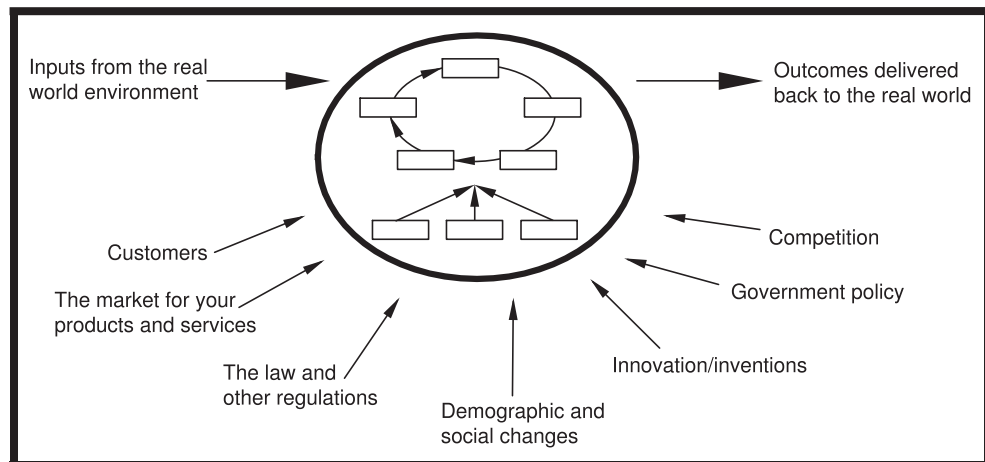 Inputs from the real
world environment
Outcomes delivered
back to the real world
Customers
The market for your
products and services
The law and
other regulations
Demographic and
social changes
Innovation/inventions
Government policy
Competition